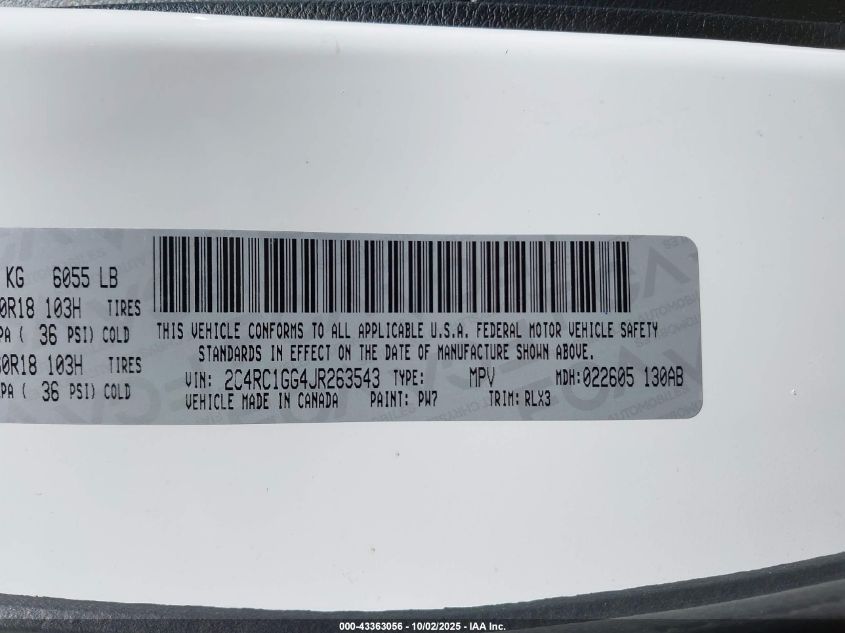 KG 6055 LB
0R18 103H TIRES
PA ( 36 PSI) COLD
60R18 103H TIRES
PA ( 36 PSI) COLD
THIS VEHICLE CONFORMS TO ALL APPLICABLE U.S.A. FEDERAL MOTOR VEHICLE SAFETY
STANDARDS IN EFFECT ON THE DATE OF MANUFACTURE SHOWN ABOVE.
VIN: 2C4RC1GG4JR263543 TYPE: MPV MDH: 022605 130AB
VEHICLE MADE IN CANADA PAINT: PW7 TRIM: RLX3
000-43363056 - 10/02/2025 - IAA Inc.